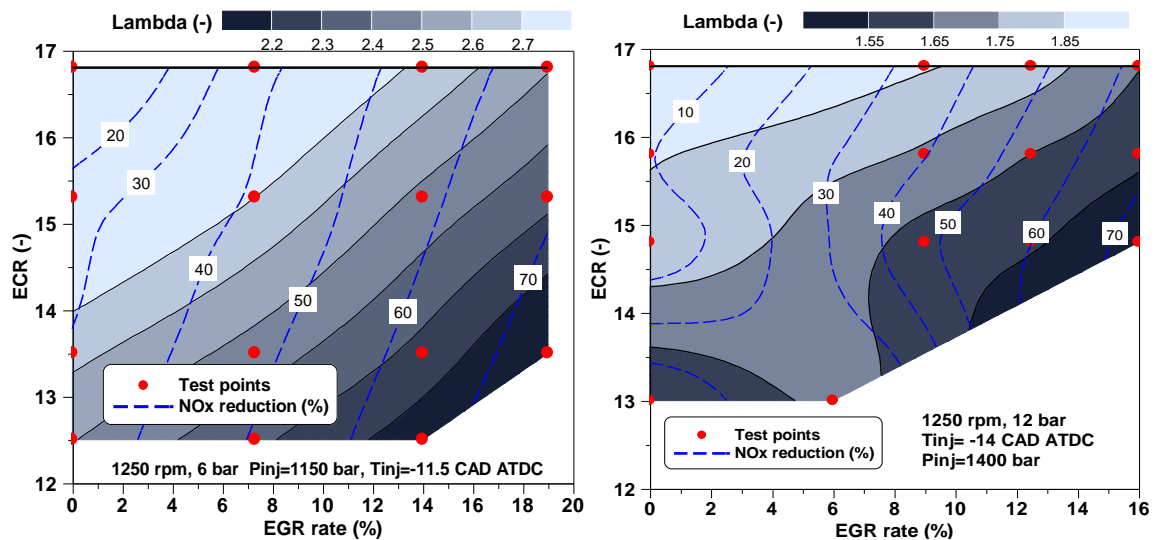 Lambda (-)
2.2 2.3 2.4 2.5 2.6 2.7
17
16
15
14
13
12
ECR (-)
20
30
40
50
60
70
Test points
NOx reduction (%)
1250 rpm, 6 bar Pinj=1150 bar, Tinj=-11.5 CAD ATDC
0 2 4 6 8 10 12 14 16 18 20
EGR rate (%)
Lambda (-)
1.55 1.65 1.75 1.85
17
16
15
14
13
12
ECR (-)
10
20
30
40
50
60
70
Test points
NOx reduction (%)
1250 rpm, 12 bar
Tinj= -14 CAD ATDC
Pinj=1400 bar
0 2 4 6 8 10 12 14 16
EGR rate (%)